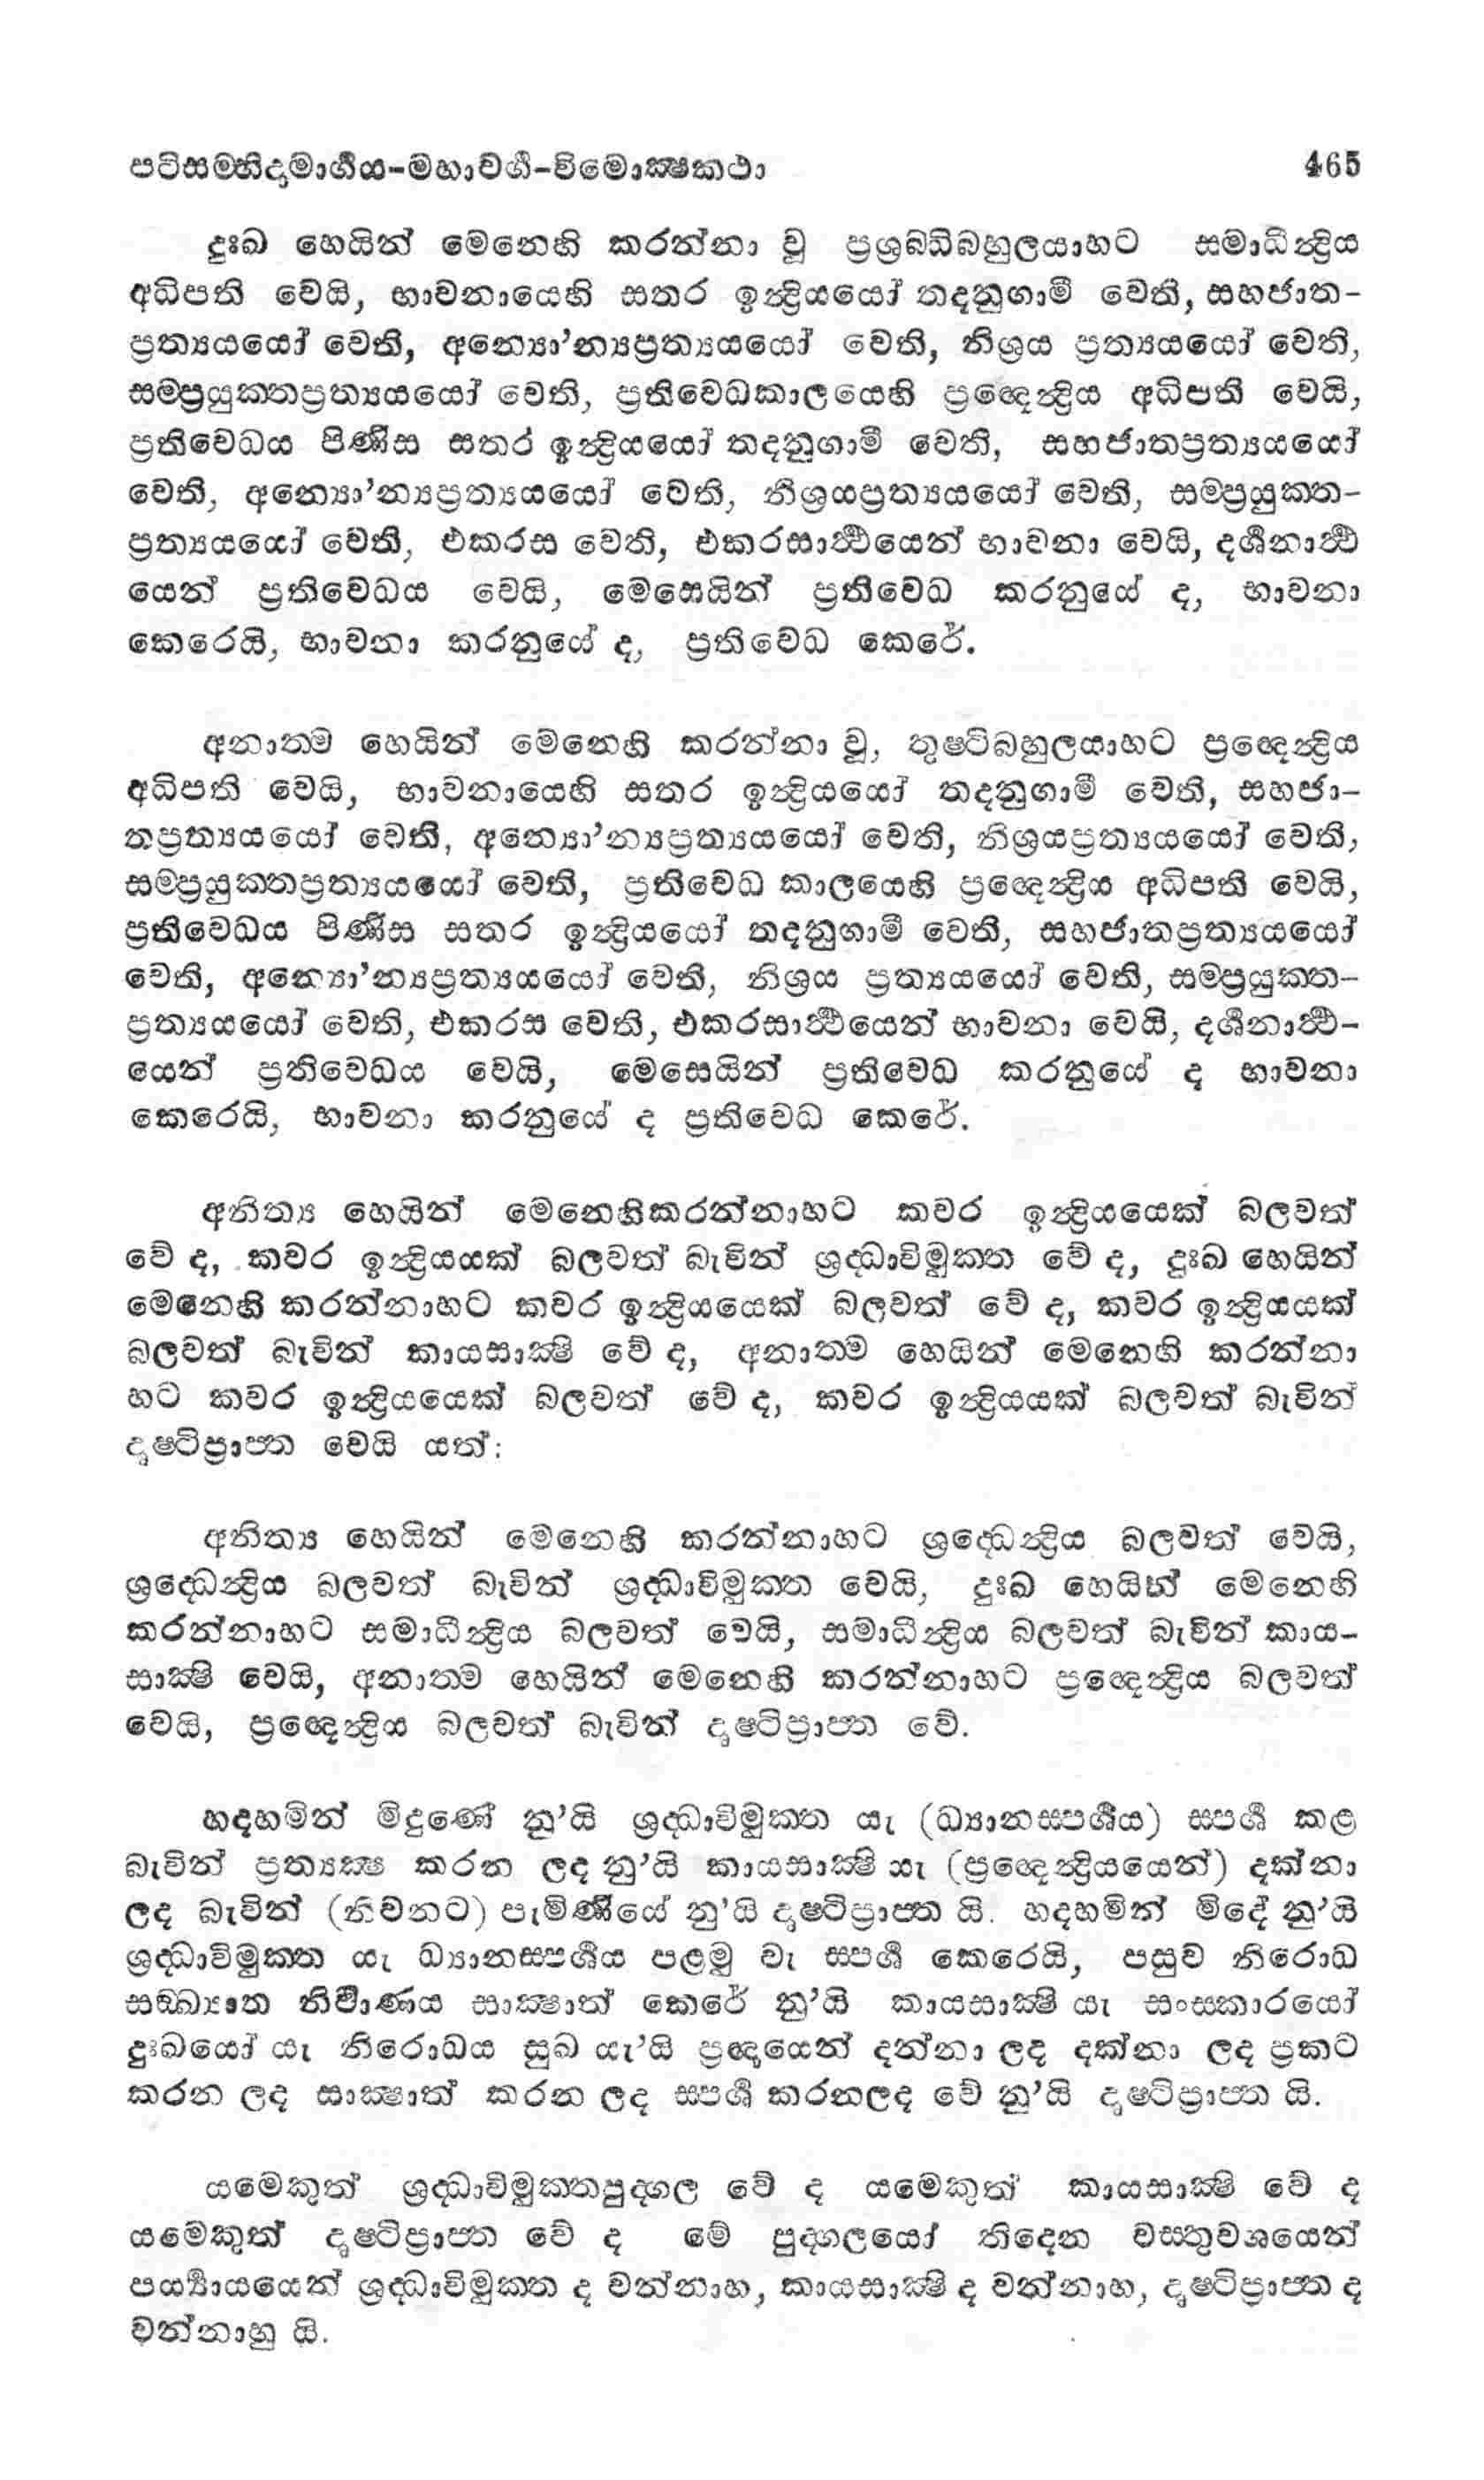 පටිසම්භිදාමාර්ගය-මහාවර්ග-විමොක්ෂකථා 465
දුඃඛ හෙයින් මෙනෙහි කරන්නා වූ ප්‍රශ්‍රබ්ධිබහුලයාහට සමාධීන්ද්‍රිය
අධිපති වෙයි, භාවනායෙහි සතර ඉන්ද්‍රියයෝ තදනුගාමී වෙති, සහජාත-
ප්‍රත්‍යයයෝ වෙති, අන්‍යො'න්‍යප්‍රත්‍යයයෝ වෙති, නිශ්‍රය ප්‍රත්‍යයයෝ වෙති,
සම්ප්‍රයුක්තප්‍රත්‍යයයෝ වෙති, ප්‍රතිවෙධකාලයෙහි ප්‍රඥෙන්ද්‍රිය අධිපති වෙයි,
ප්‍රතිවෙධය පිණිස සතර ඉන්ද්‍රියයෝ තදනුගාමී වෙති, සහජාතප්‍රත්‍යයයෝ
වෙති, අන්‍යො'න්‍යප්‍රත්‍යයයෝ වෙති, නිශ්‍රයප්‍රත්‍යයයෝ වෙති, සම්ප්‍රයුක්ත-
ප්‍රත්‍යයයෝ වෙති, එකරස වෙති, එකරසාර්ථයෙන් භාවනා වෙයි, දර්ශනාර්ථ
යෙන් ප්‍රතිවෙධය වෙයි, මෙසෙයින් ප්‍රතිවෙධ කරනුයේ ද, භාවනා
කෙරෙයි, භාවනා කරනුයේ ද, ප්‍රතිවෙධ කෙරේ.
අනාත්ම හෙයින් මෙනෙහි කරන්නා වූ, තුෂ්ටිබහුලයාහට ප්‍රඥෙන්ද්‍රිය
අධිපති වෙයි, භාවනායෙහි සතර ඉන්ද්‍රියයෝ තදනුගාමී වෙති, සහජා-
තප්‍රත්‍යයයෝ වෙති, අන්‍යො'න්‍යප්‍රත්‍යයයෝ වෙති, නිශ්‍රයප්‍රත්‍යයයෝ වෙති,
සම්ප්‍රයුක්තප්‍රත්‍යයයෝ වෙති, ප්‍රතිවෙධ කාලයෙහි ප්‍රඥෙන්ද්‍රිය අධිපති වෙයි,
ප්‍රතිවෙධය පිණිස සතර ඉන්ද්‍රියයෝ තදනුගාමී වෙති, සහජාතප්‍රත්‍යයයෝ
වෙති, අන්‍යො'න්‍යප්‍රත්‍යයයෝ වෙති, නිශ්‍රය ප්‍රත්‍යයයෝ වෙති, සම්ප්‍රයුක්ත-
ප්‍රත්‍යයයෝ වෙති, එකරස වෙති, එකරසාර්ථයෙන් භාවනා වෙයි, දර්ශනාර්ථ-
යෙන් ප්‍රතිවෙධය වෙයි, මෙසෙයින් ප්‍රතිවෙධ කරනුයේ ද භාවනා
කෙරෙයි, භාවනා කරනුයේ ද ප්‍රතිවෙධ කෙරේ.
අනිත්‍ය හෙයින් මෙනෙහිකරන්නාහට කවර ඉන්ද්‍රියයෙක් බලවත්
වේ ද, කවර ඉන්ද්‍රියයක් බලවත් බැවින් ශ්‍රද්ධාවිමුක්ත වේ ද, දුඃඛ හෙයින්
මෙනෙහි කරන්නාහට කවර ඉන්ද්‍රියයෙක් බලවත් වේ ද, කවර ඉන්ද්‍රියයක්
බලවත් බැවින් කායසාක්ෂි වේ ද, අනාත්ම හෙයින් මෙනෙහි කරන්නා
හට කවර ඉන්ද්‍රියයෙක් බලවත් වේ ද, කවර ඉන්ද්‍රියයක් බලවත් බැවින්
දෘෂ්ටිප්‍රාප්ත වෙයි යත්:
අනිත්‍ය හෙයින් මෙනෙහි කරන්නාහට ශ්‍රද්ධෙන්ද්‍රිය බලවත් වෙයි,
ශ්‍රද්ධෙන්ද්‍රිය බලවත් බැවින් ශ්‍රද්ධාවිමුක්ත වෙයි, දුඃඛ හෙයින් මෙනෙහි
කරන්නාහට සමාධීන්ද්‍රිය බලවත් වෙයි, සමාධීන්ද්‍රිය බලවත් බැවින් කාය-
සාක්ෂි වෙයි, අනාත්ම හෙයින් මෙනෙහි කරන්නාහට ප්‍රඥෙන්ද්‍රිය බලවත්
වෙයි, ප්‍රඥෙන්ද්‍රිය බලවත් බැවින් දෘෂ්ටිප්‍රාප්ත වේ.
හදහමින් මිදුණේ නු'යි ශ්‍රද්ධාවිමුක්ත යැ (ධ්‍යානස්පර්ශය) ස්පර්ශ කළ
බැවින් ප්‍රත්‍යක්ෂ කරන ලද නු'යි කායසාක්ෂි යැ (ප්‍රඥෙන්ද්‍රියයෙන්) දක්නා
ලද බැවින් (නිවනට) පැමිණියේ නු'යි දෘෂ්ටිප්‍රාප්ත යි. හදහමින් මිදේ නු'යි
ශ්‍රද්ධාවිමුක්ත යැ ධ්‍යානස්පර්ශය පළමු වැ ස්පර්ශ කෙරෙයි, පසුව නිරොධ
සඞ්ඛ්‍යාත නිර්වාණය සාක්ෂාත් කෙරේ නු'යි කායසාක්ෂි යැ සංස්කාරයෝ
දුඃඛයෝ යැ නිරොධය සුඛ යැ'යි ප්‍රඥායෙන් දන්නා ලද දක්නා ලද ප්‍රකට
කරන ලද සාක්ෂාත් කරන ලද ස්පර්ශ කරනලද වේ නු'යි දෘෂ්ටිප්‍රාප්ත යි.
යමෙකුත් ශ්‍රද්ධාවිමුක්තපුද්ගල වේ ද යමෙකුත් කායසාක්ෂි වේ ද
යමෙකුත් දෘෂ්ටිප්‍රාප්ත වේ ද මේ පුද්ගලයෝ තිදෙන වස්තුවශයෙන්
පර්‍ය්‍යායයෙන් ශ්‍රද්ධාවිමුක්ත ද වන්නාහ, කායසාක්ෂි ද වන්නාහ, දෘෂ්ටිප්‍රාප්ත ද
වන්නාහු යි.